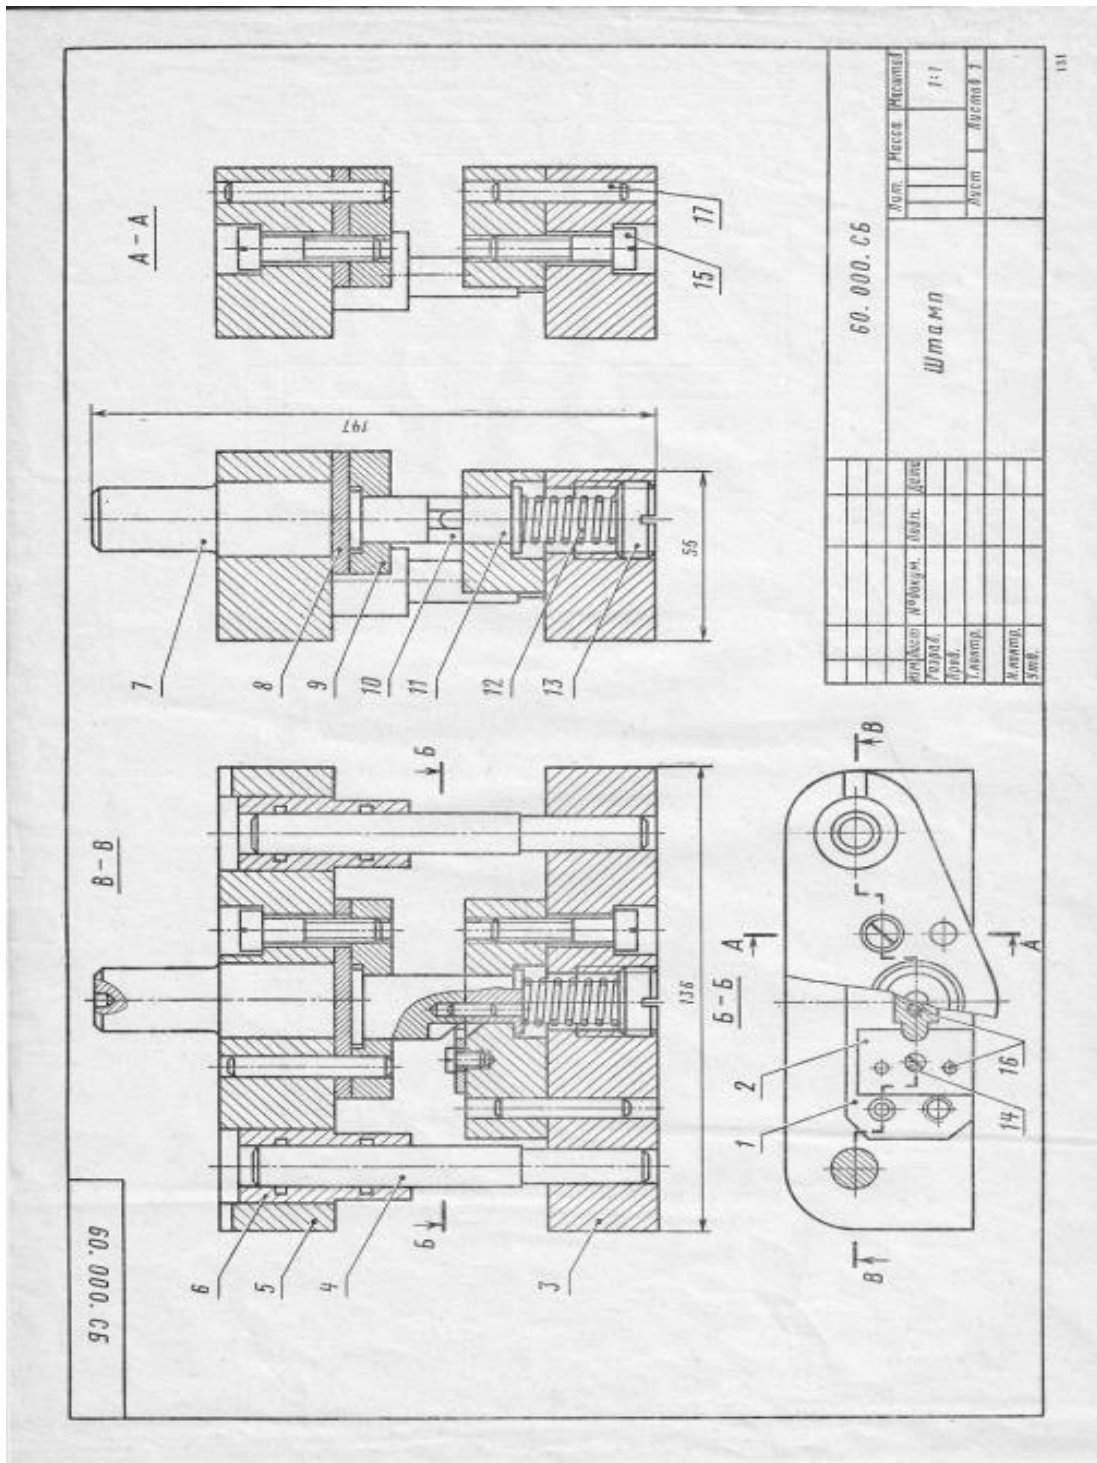 60. 000. СБ
В – В
А – А
Б
Б
6
5
4
3
136
7
8
9
10
11
12
13
147
56
15
17
Б – Б
А
А
В
В
1
2
14
16
60. 000. СБ
Штамп
Лит.
Масса
Масштаб
1:1
Лист
Листов 1
Изм
Лист
№ докум.
Подп.
Дата
Разраб.
Пров.
Т.контр.
Н.контр.
Утв.
131